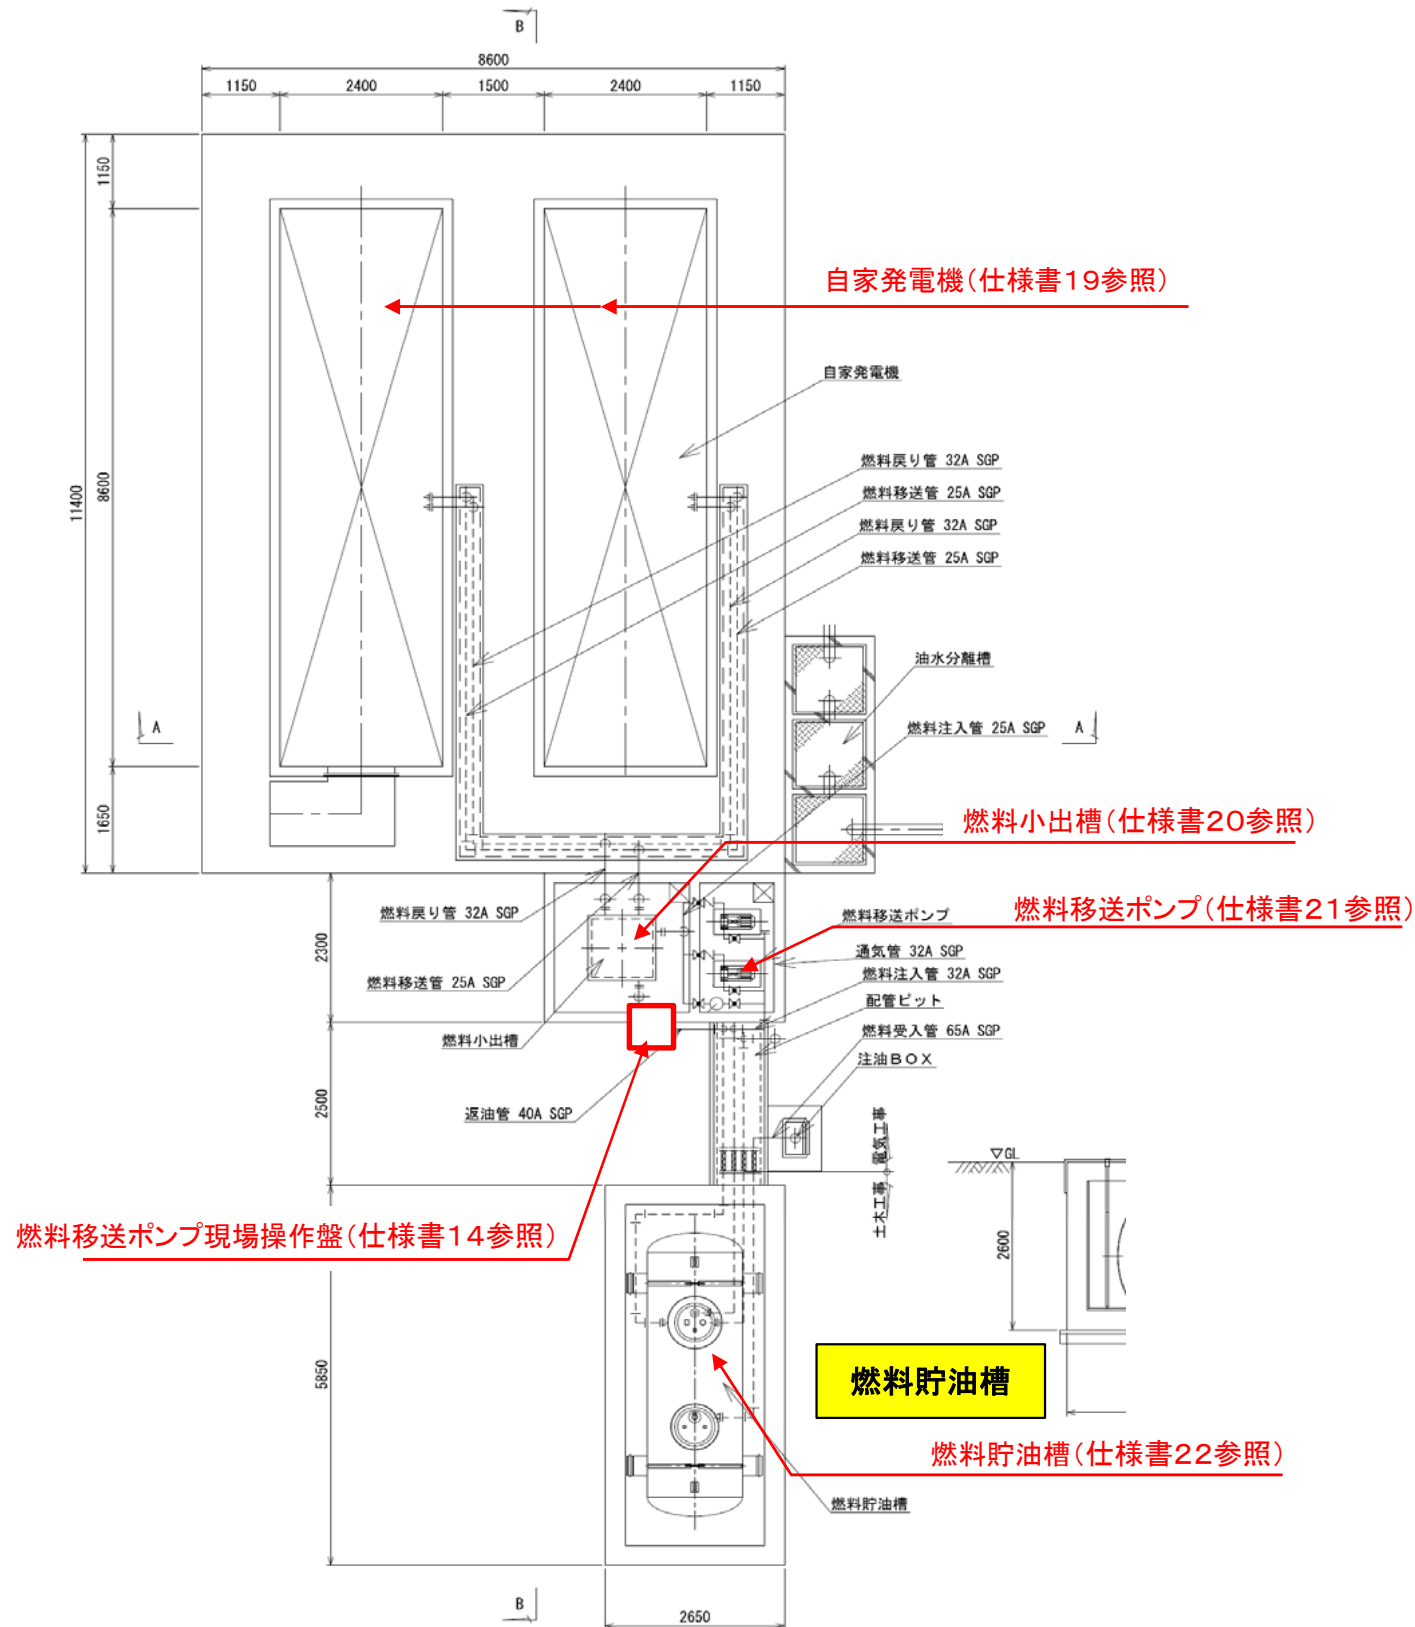 B
8600
1150
2400
1500
2400
1150
1150
自家発電機(仕様書19参照)
自家発電機
燃料戻り管 32A SGP
燃料移送管 25A SGP
8600
11400
燃料戻り管 32A SGP
燃料移送管 25A SGP
油水分離槽
A
燃料注入管 25A SGP
A
1650
燃料小出槽(仕様書20参照)
燃料戻り管 32A SGP
燃料移送ポンプ
燃料移送ポンプ(仕様書21参照)
2300
通気管 32A SGP
燃料移送管 25A SGP
燃料注入管 32A SGP
配管ピット
燃料小出槽
燃料受入管 65A SGP
注油BOX
2500
返油管 40A SGP
電気工事
土木工事
▽GL
2600
燃料移送ポンプ現場操作盤(仕様書14参照)
5850
燃料貯油槽
燃料貯油槽(仕様書22参照)
燃料貯油槽
B
2650